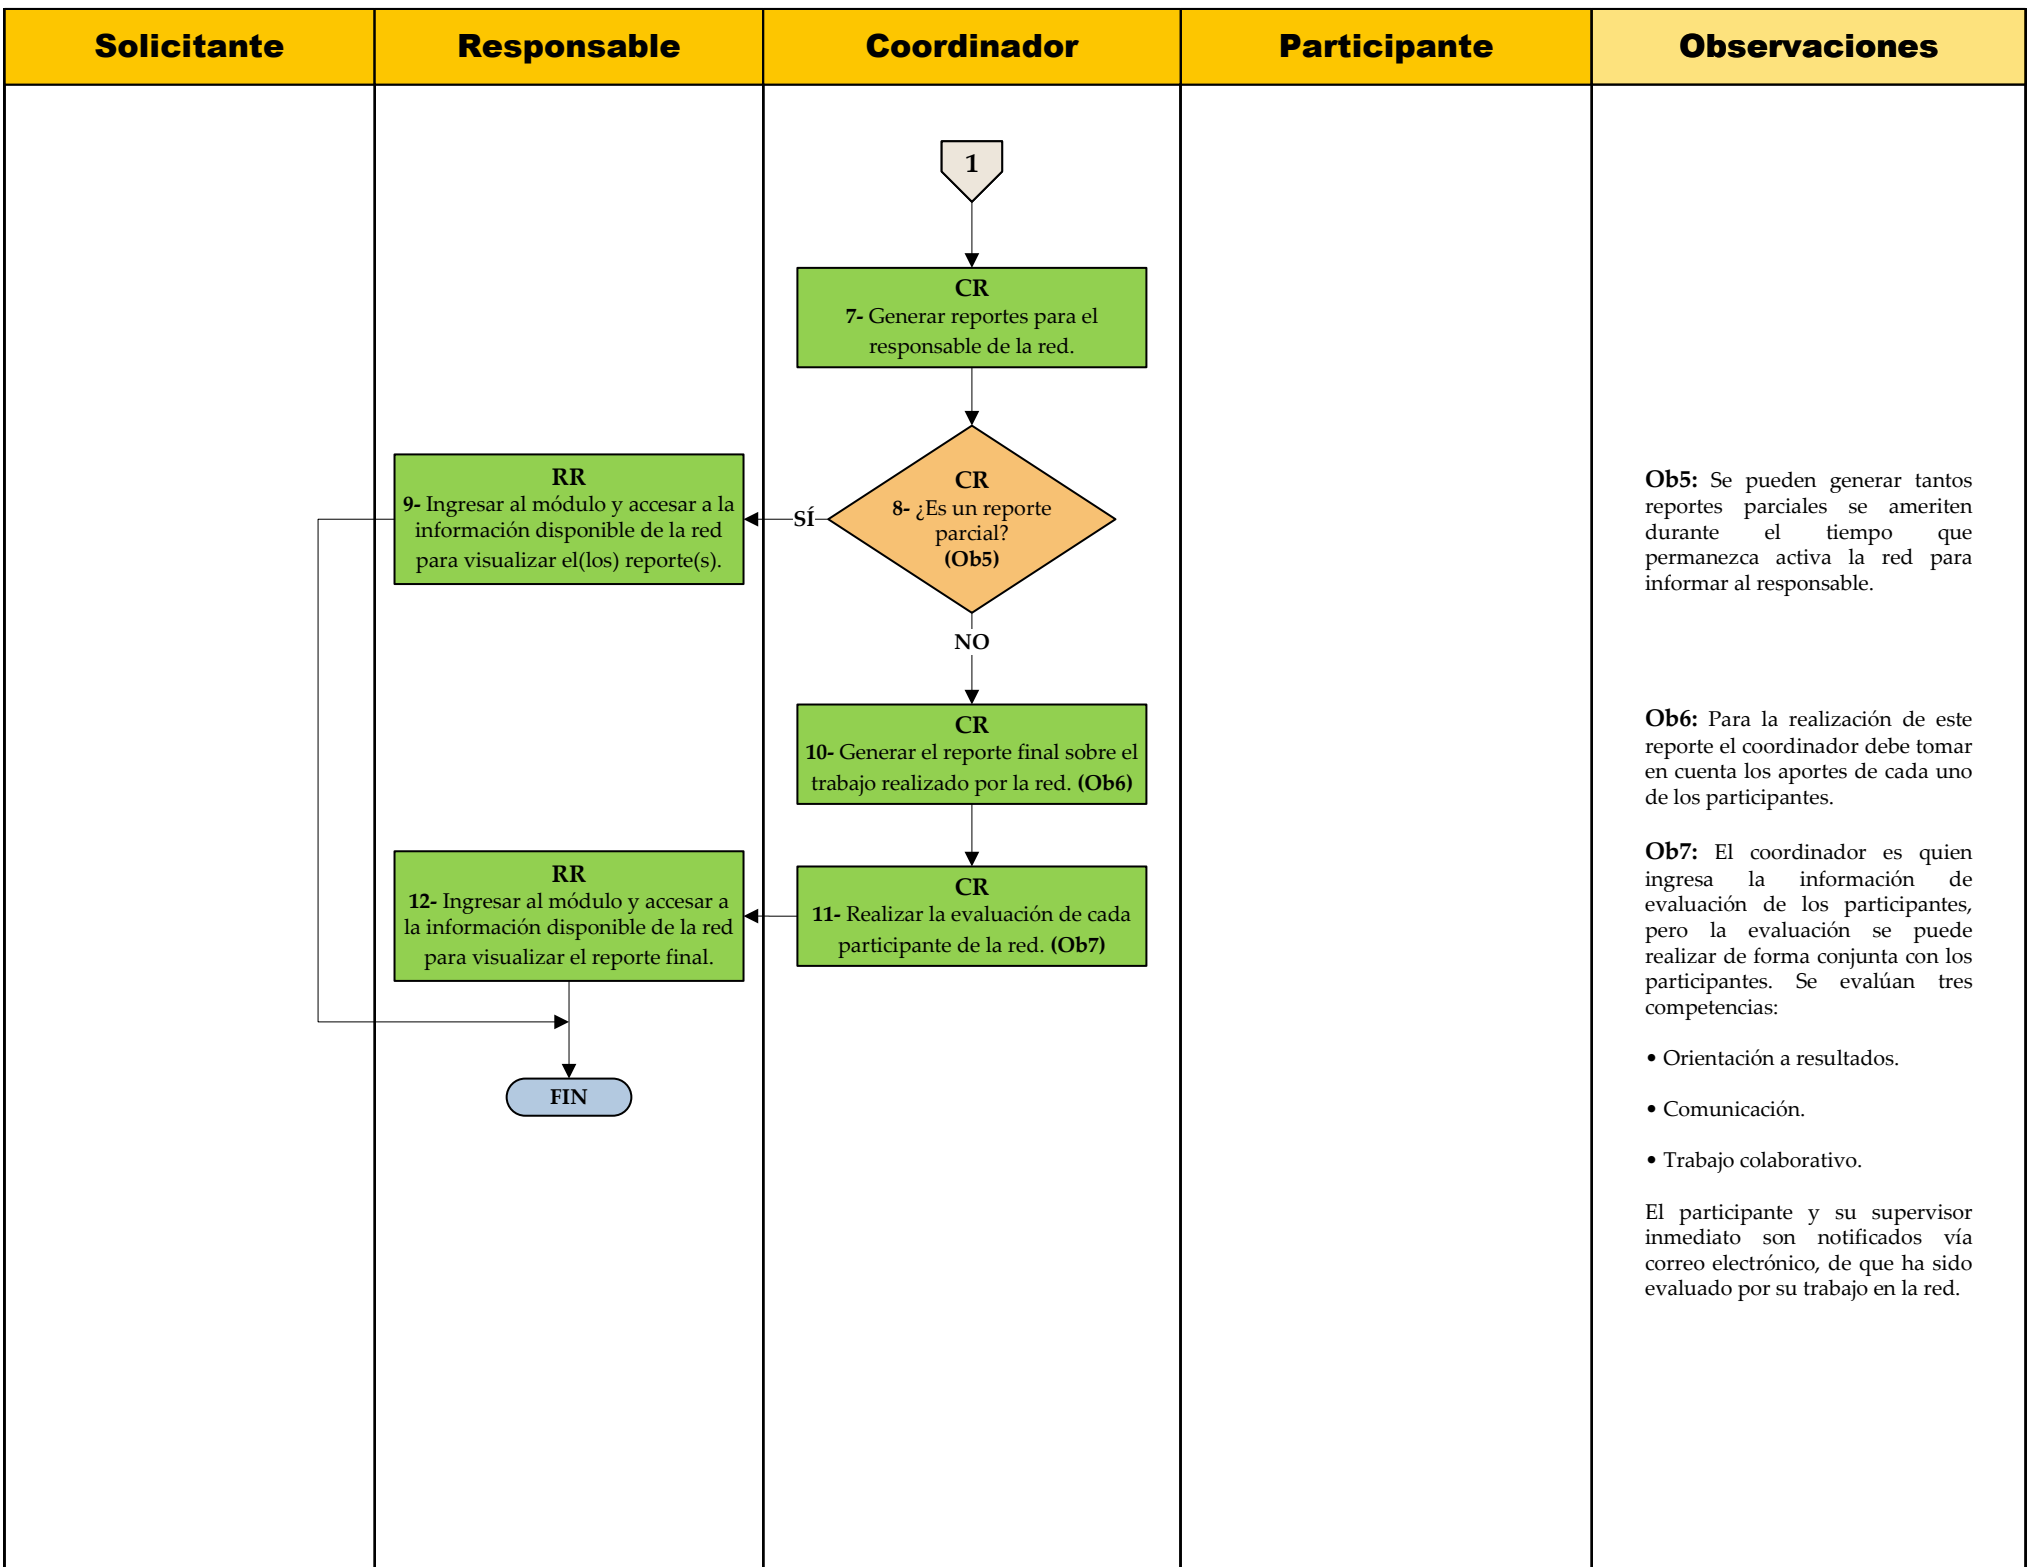 Solicitante
Responsable
Coordinador
Participante
Observaciones
1
CR
7- Generar reportes para el
responsable de la red.
CR
8- ¿Es un reporte
parcial?
(Ob5)
SÍ
RR
9- Ingresar al módulo y accesar a la
información disponible de la red
para visualizar el(los) reporte(s).
NO
CR
10- Generar el reporte final sobre el
trabajo realizado por la red. (Ob6)
CR
11- Realizar la evaluación de cada
participante de la red. (Ob7)
RR
12- Ingresar al módulo y accesar a
la información disponible de la red
para visualizar el reporte final.
FIN
Ob5: Se pueden generar tantos
reportes parciales se ameriten
durante el tiempo que
permanezca activa la red para
informar al responsable.
Ob6: Para la realización de este
reporte el coordinador debe tomar
en cuenta los aportes de cada uno
de los participantes.
Ob7: El coordinador es quien
ingresa la información de
evaluación de los participantes,
pero la evaluación se puede
realizar de forma conjunta con los
participantes. Se evalúan tres
competencias:
• Orientación a resultados.
• Comunicación.
• Trabajo colaborativo.
El participante y su supervisor
inmediato son notificados vía
correo electrónico, de que ha sido
evaluado por su trabajo en la red.